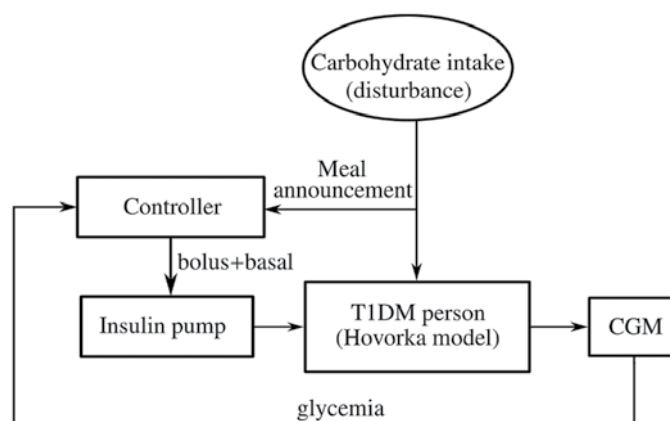 Carbohydrate intake
(disturbance)
Meal
announcement
Controller
bolus+basal
Insulin pump
T1DM person
(Hovorka model)
CGM
glycemia